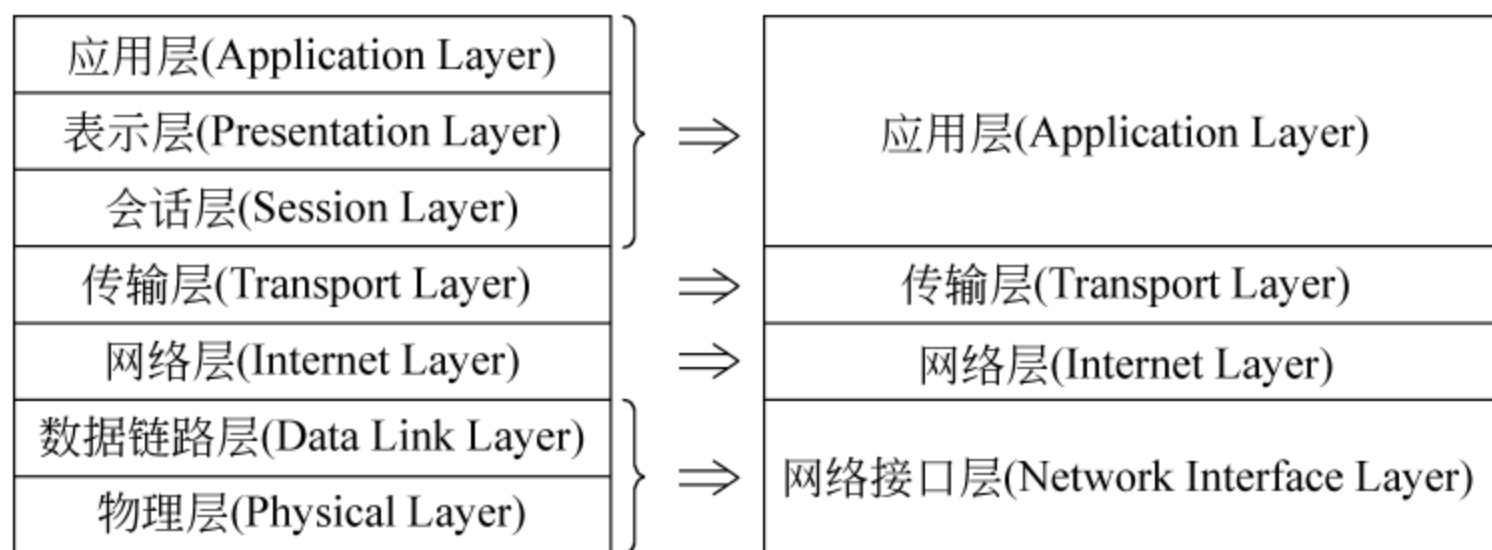 应用层(Application Layer)
表示层(Presentation Layer)
会话层(Session Layer)
传输层(Transport Layer)
网络层(Internet Layer)
数据链路层(Data Link Layer)
物理层(Physical Layer)
应用层(Application Layer)
传输层(Transport Layer)
网络层(Internet Layer)
网络接口层(Network Interface Layer)